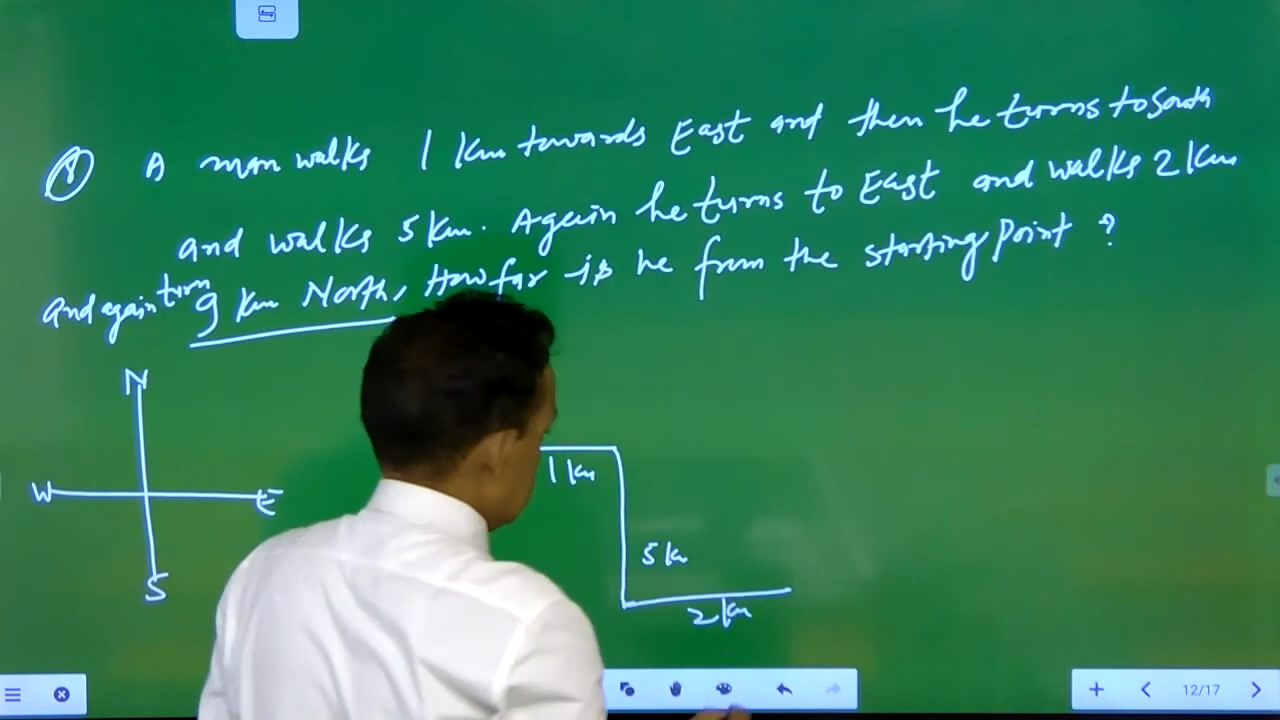 (8) A man walks 1 Km towards East and then he turns to South
and walks 5 Km. Again he turns to East and walks 2 Km
and again turn 9 Km North, How far is he from the starting point ?
N
W E
S
1 Km
5 K
2 Km
12/17